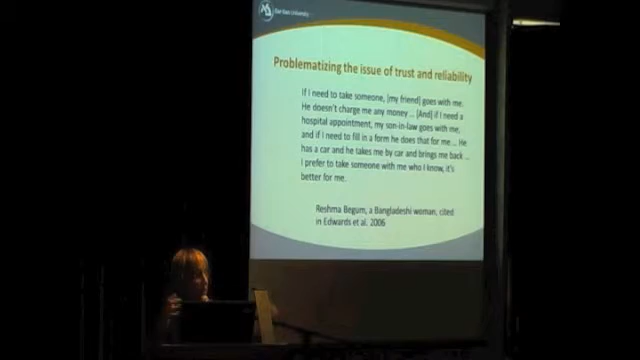 Bar-Ilan University
Problematizing the issue of trust and reliability
If I need to take someone, [my friend] goes with me.
He doesn't charge me any money ... [And] if I need a
hospital appointment, my son-in-law goes with me,
and if I need to fill in a form he does that for me ... He
has a car and he takes me by car and brings me back ...
I prefer to take someone with me who I know, it's
better for me.
Reshma Begum, a Bangladeshi woman, cited
in Edwards et al. 2006